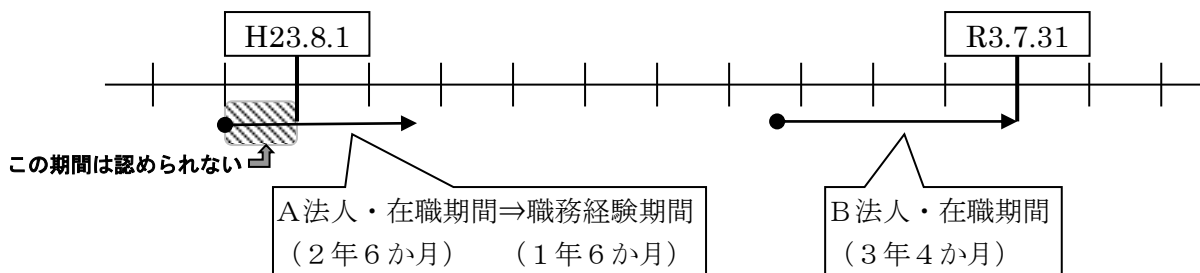 H23.8.1
R3.7.31
この期間は認められない
A法人・在職期間⇒職務経験期間
（２年６か月）　（１年６か月）
B法人・在職期間
（３年４か月）